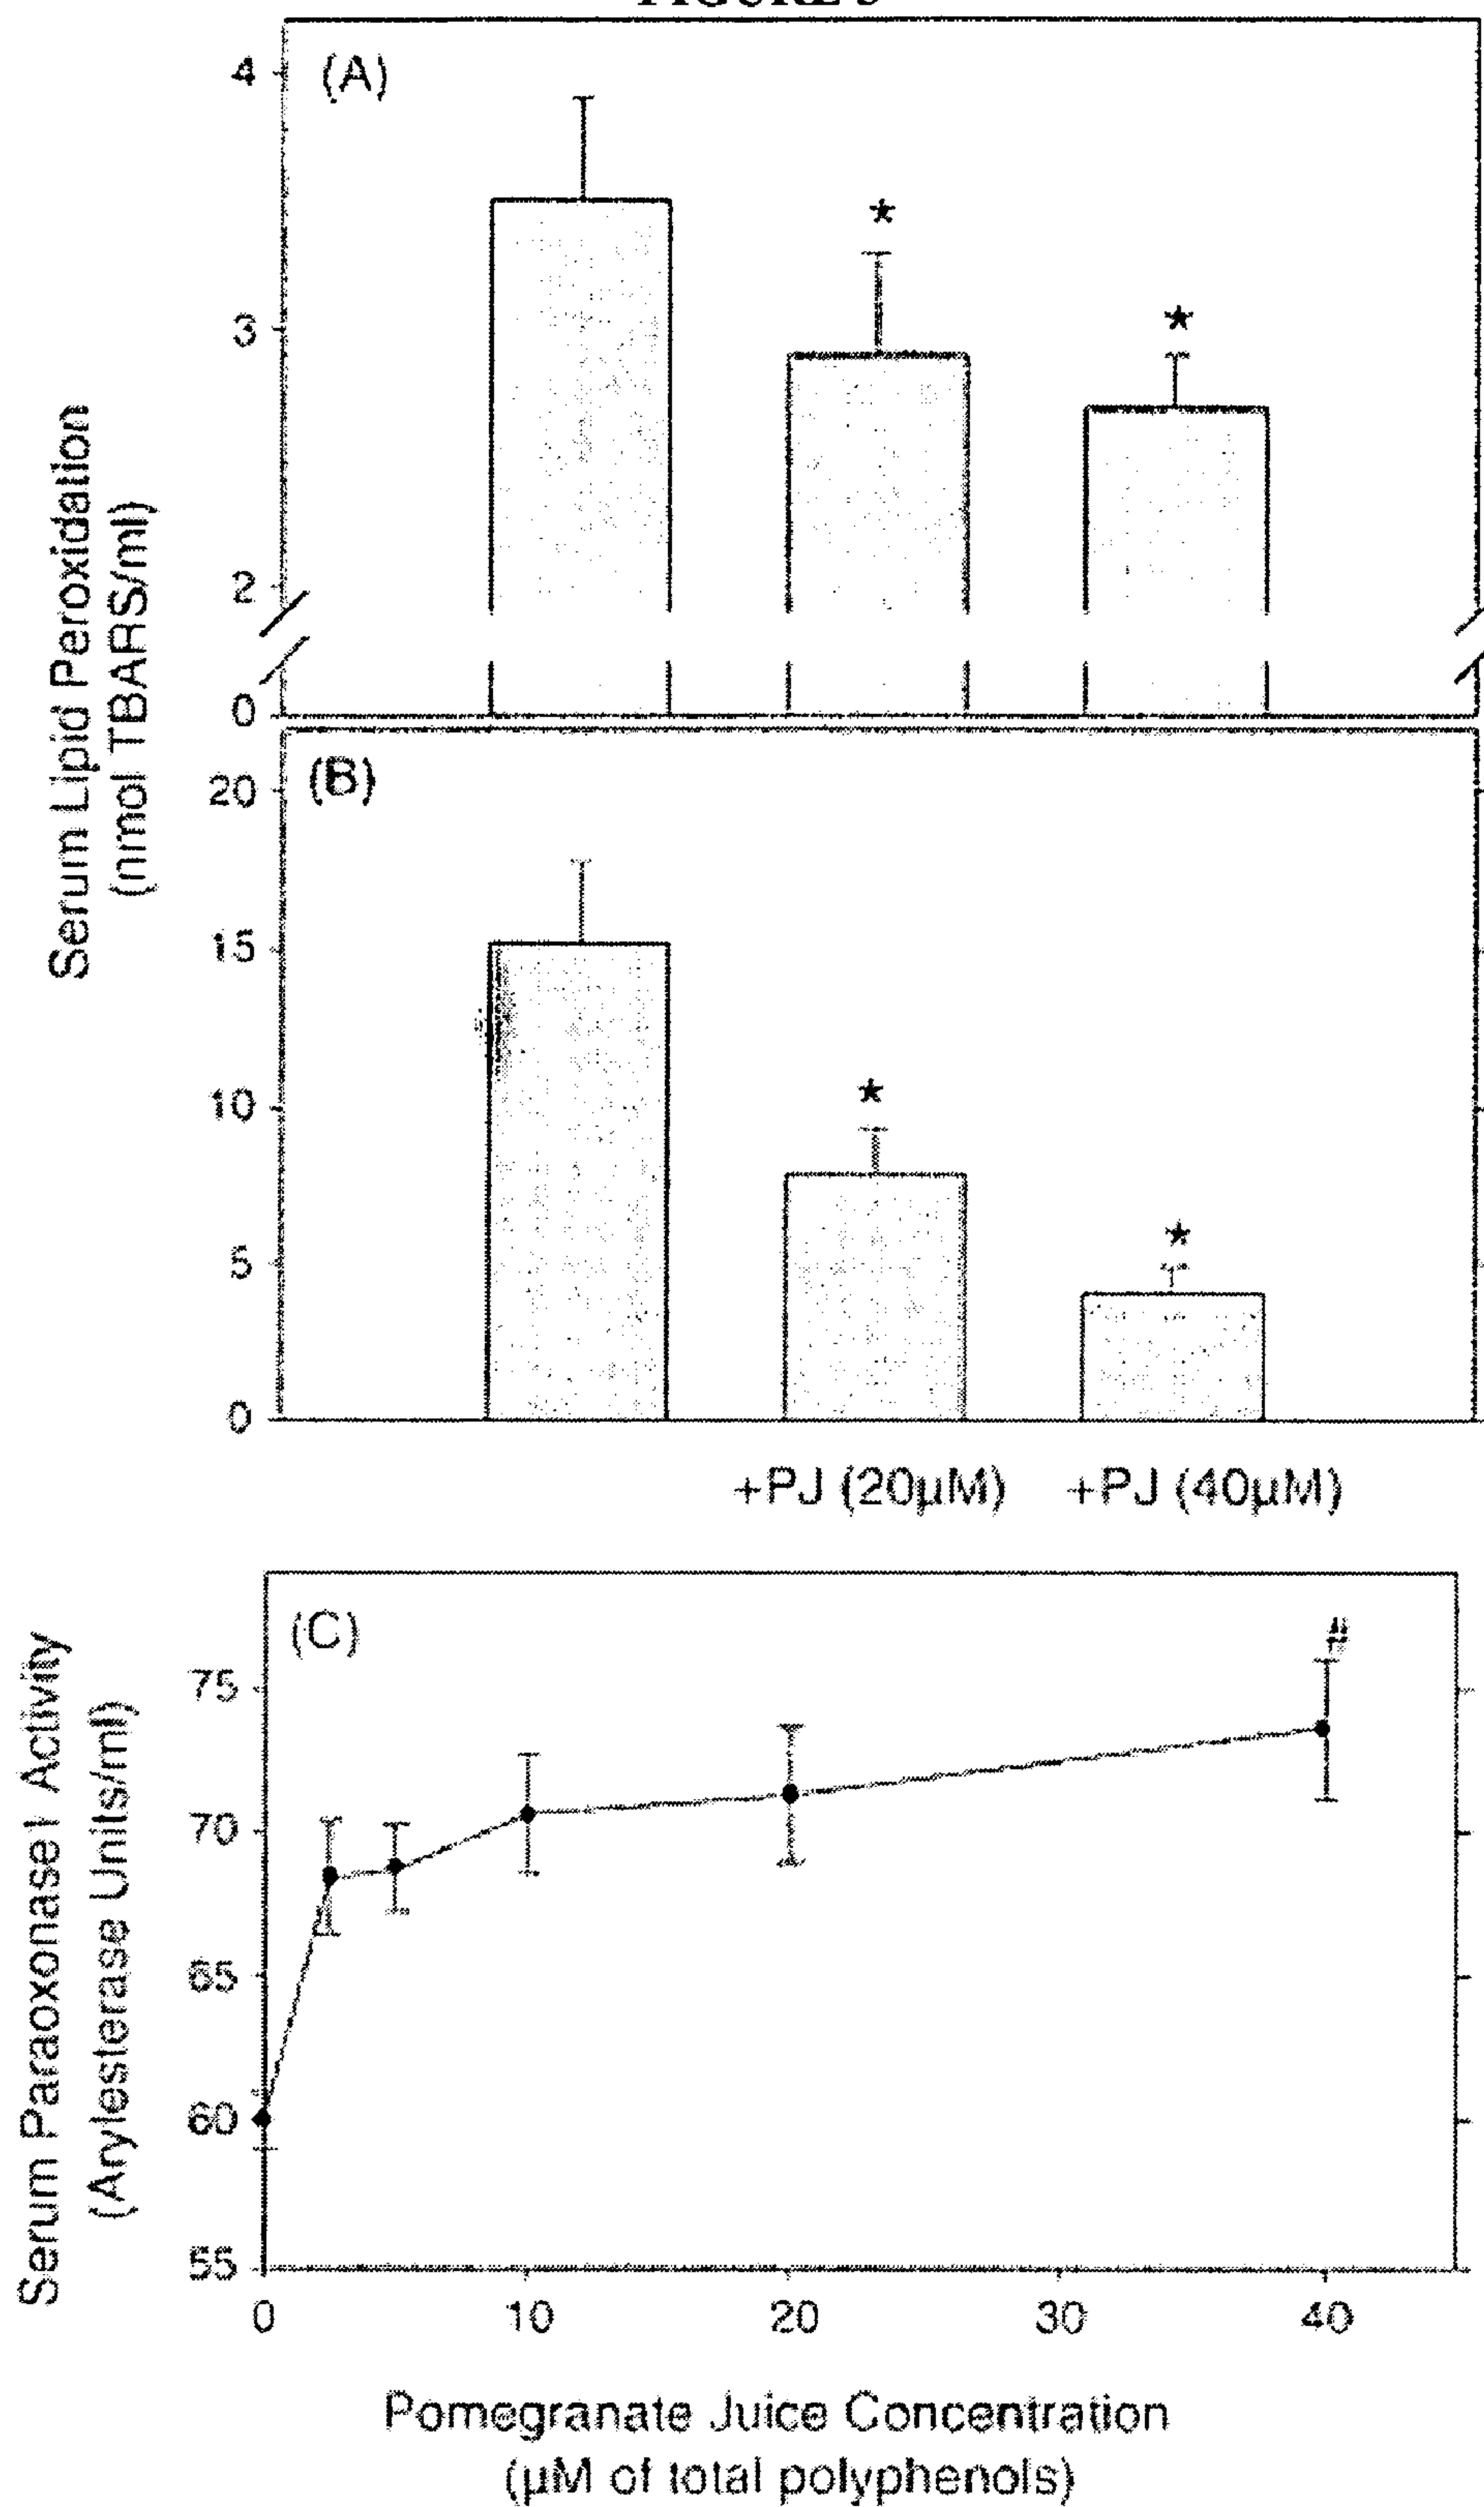 (A)
4
*
3
*
2
0
Serum Lipid Peroxidation
(nmol TBARS/ml)
(B)
20
15
10
*
5
*
0
+PJ (20µM) +PJ (40µM)
(C)
#
75
70
65
60
55
Serum Paraoxonase1 Activity
(Arylesterase Units/ml)
0 10 20 30 40
Pomegranate Juice Concentration
(µM of total polyphenols)